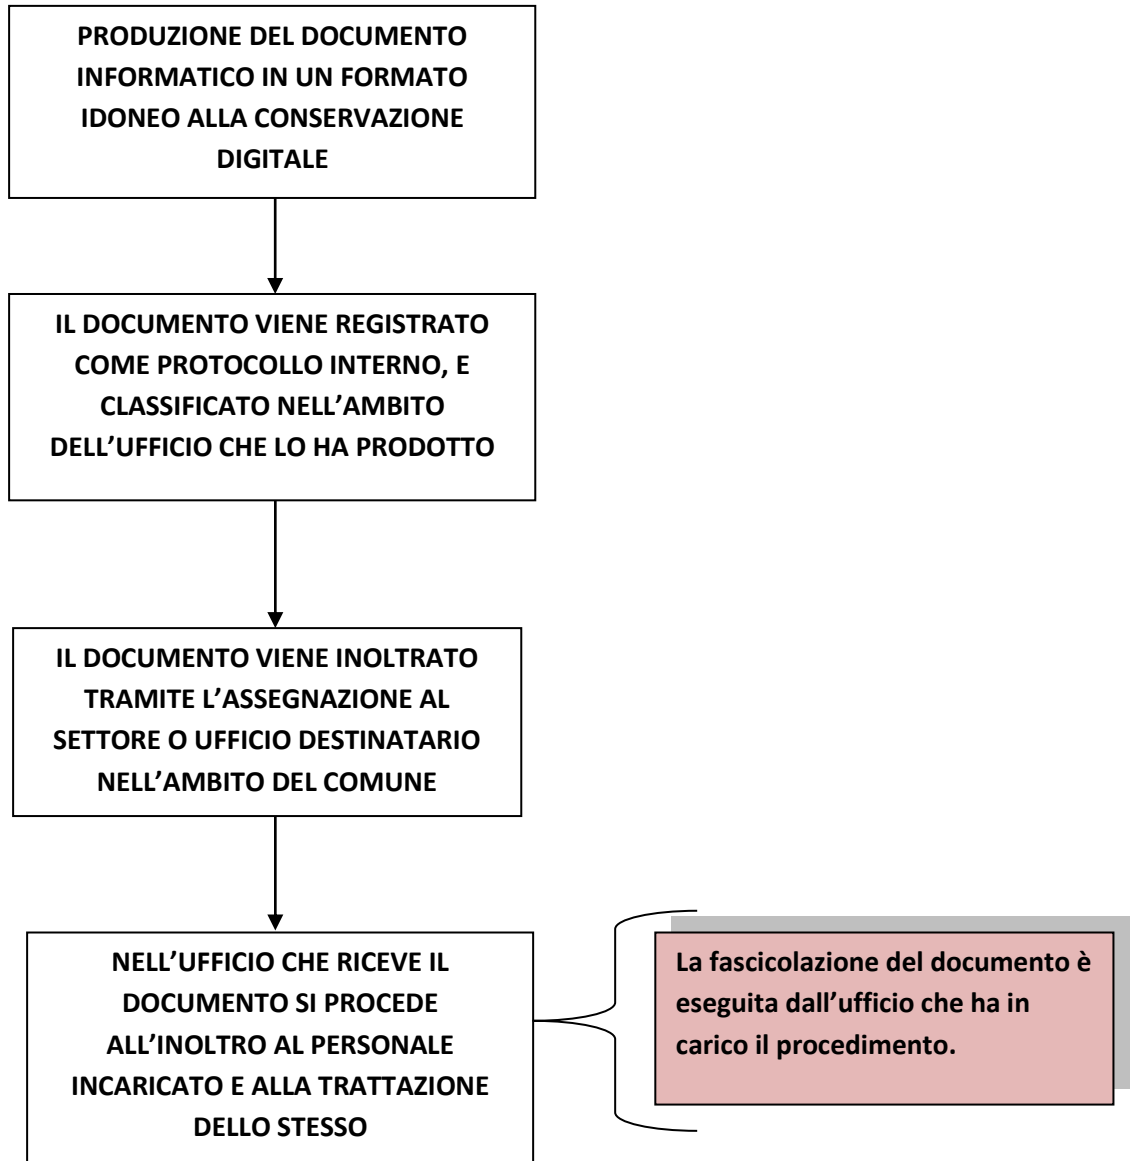 PRODUZIONE DEL DOCUMENTO
INFORMATICO IN UN FORMATO
IDONEO ALLA CONSERVAZIONE
DIGITALE
IL DOCUMENTO VIENE REGISTRATO
COME PROTOCOLLO INTERNO, E
CLASSIFICATO NELL’AMBITO
DELL’UFFICIO CHE LO HA PRODOTTO
IL DOCUMENTO VIENE INOLTRATO
TRAMITE L’ASSEGNAZIONE AL
SETTORE O UFFICIO DESTINATARIO
NELL’AMBITO DEL COMUNE
NELL’UFFICIO CHE RICEVE IL
DOCUMENTO SI PROCEDE
ALL’INOLTRO AL PERSONALE
INCARICATO E ALLA TRATTAZIONE
DELLO STESSO
La fascicolazione del documento è
eseguita dall’ufficio che ha in
carico il procedimento.